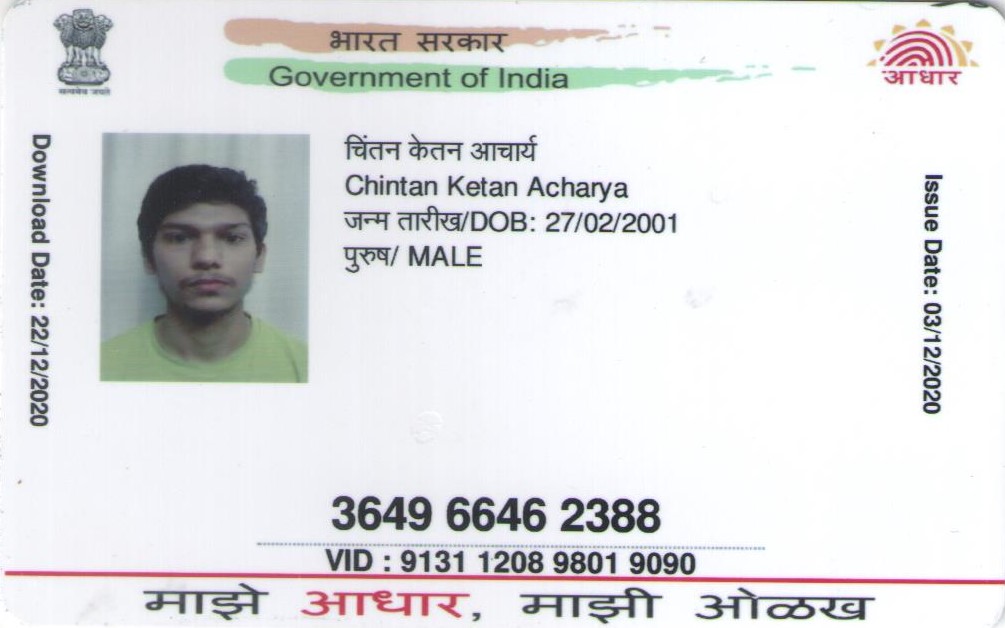 सत्यमेव जयते
भारत सरकार
Government of India
आधार
Download Date: 22/12/2020
चिंतन केतन आचार्य
Chintan Ketan Acharya
जन्म तारीख/DOB: 27/02/2001
पुरुष/ MALE
Issue Date: 03/12/2020
3649 6646 2388
VID : 9131 1208 9801 9090
माझे आधार, माझी ओळख